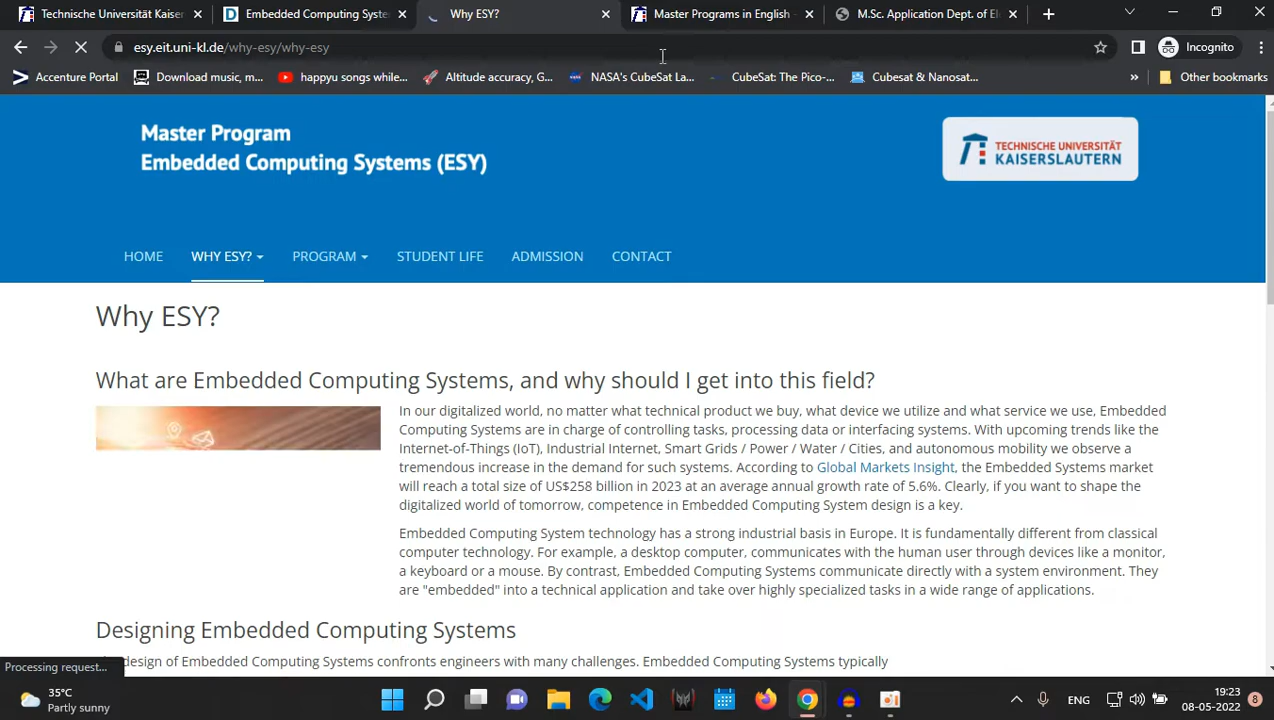 Technische Universität Kaiser
Embedded Computing Syste
Why ESY?
Master Programs in English -
M.Sc. Application Dept. of El
esy.eit.uni-kl.de/why-esy/why-esy
Incognito
Accenture Portal
Download music, m...
happyu songs while...
Altitude accuracy, G...
NASA's CubeSat La...
CubeSat: The Pico-...
Cubesat & Nanosat...
Other bookmarks
Master Program
Embedded Computing Systems (ESY)
TECHNISCHE UNIVERSITÄT
KAISERSLAUTERN
HOME WHY ESY? PROGRAM STUDENT LIFE ADMISSION CONTACT
Why ESY?
What are Embedded Computing Systems, and why should I get into this field?
In our digitalized world, no matter what technical product we buy, what device we utilize and what service we use, Embedded
Computing Systems are in charge of controlling tasks, processing data or interfacing systems. With upcoming trends like the
Internet-of-Things (IoT), Industrial Internet, Smart Grids / Power / Water / Cities, and autonomous mobility we observe a
tremendous increase in the demand for such systems. According to Global Markets Insight, the Embedded Systems market
will reach a total size of US$258 billion in 2023 at an average annual growth rate of 5.6%. Clearly, if you want to shape the
digitalized world of tomorrow, competence in Embedded Computing System design is a key.
Embedded Computing System technology has a strong industrial basis in Europe. It is fundamentally different from classical
computer technology. For example, a desktop computer, communicates with the human user through devices like a monitor,
a keyboard or a mouse. By contrast, Embedded Computing Systems communicate directly with a system environment. They
are "embedded" into a technical application and take over highly specialized tasks in a wide range of applications.
Designing Embedded Computing Systems
design of Embedded Computing Systems confronts engineers with many challenges. Embedded Computing Systems typically
Processing request...
35°C
Partly sunny
ENG
19:23
08-05-2022
8